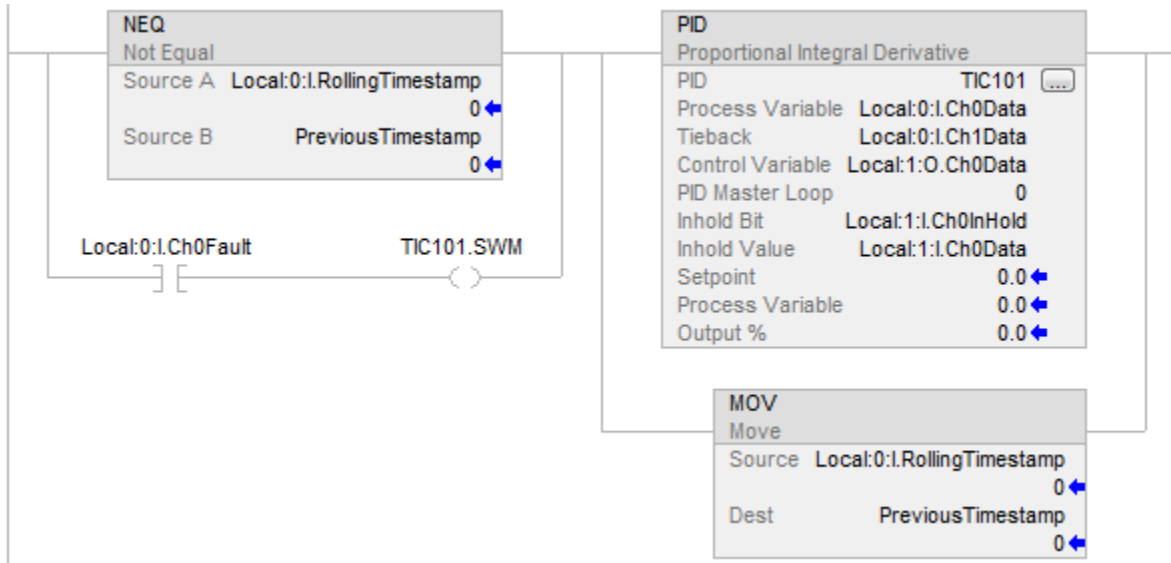 NEQ
Not Equal
Source A Local:0:I.RollingTimestamp
0
Source B PreviousTimestamp
0
Local:0:I.Ch0Fault TIC101.SWM
PID
Proportional Integral Derivative
PID TIC101 ...
Process Variable Local:0:I.Ch0Data
Tieback Local:0:I.Ch1Data
Control Variable Local:1:O.Ch0Data
PID Master Loop 0
Inhold Bit Local:1:I.Ch0InHold
Inhold Value Local:1:I.Ch0Data
Setpoint 0.0
Process Variable 0.0
Output % 0.0
MOV
Move
Source Local:0:I.RollingTimestamp
0
Dest PreviousTimestamp
0